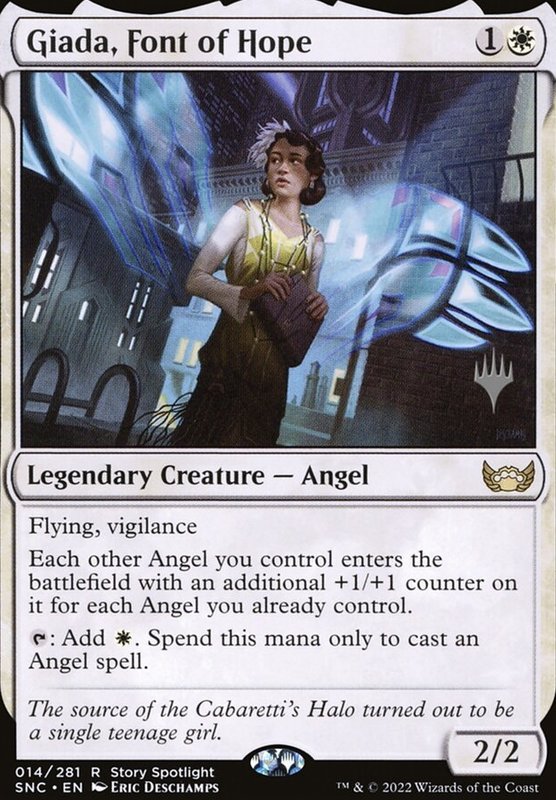 Giada, Font of Hope 1
Legendary Creature — Angel
Flying, vigilance
Each other Angel you control enters the
battlefield with an additional +1/+1 counter on
it for each Angel you already control.
: Add . Spend this mana only to cast an
Angel spell.
The source of the Cabaretti's Halo turned out to be
a single teenage girl.
2/2
014/281 R Story Spotlight
SNC • EN Eric Deschamps
™ & © 2022 Wizards of the Coast